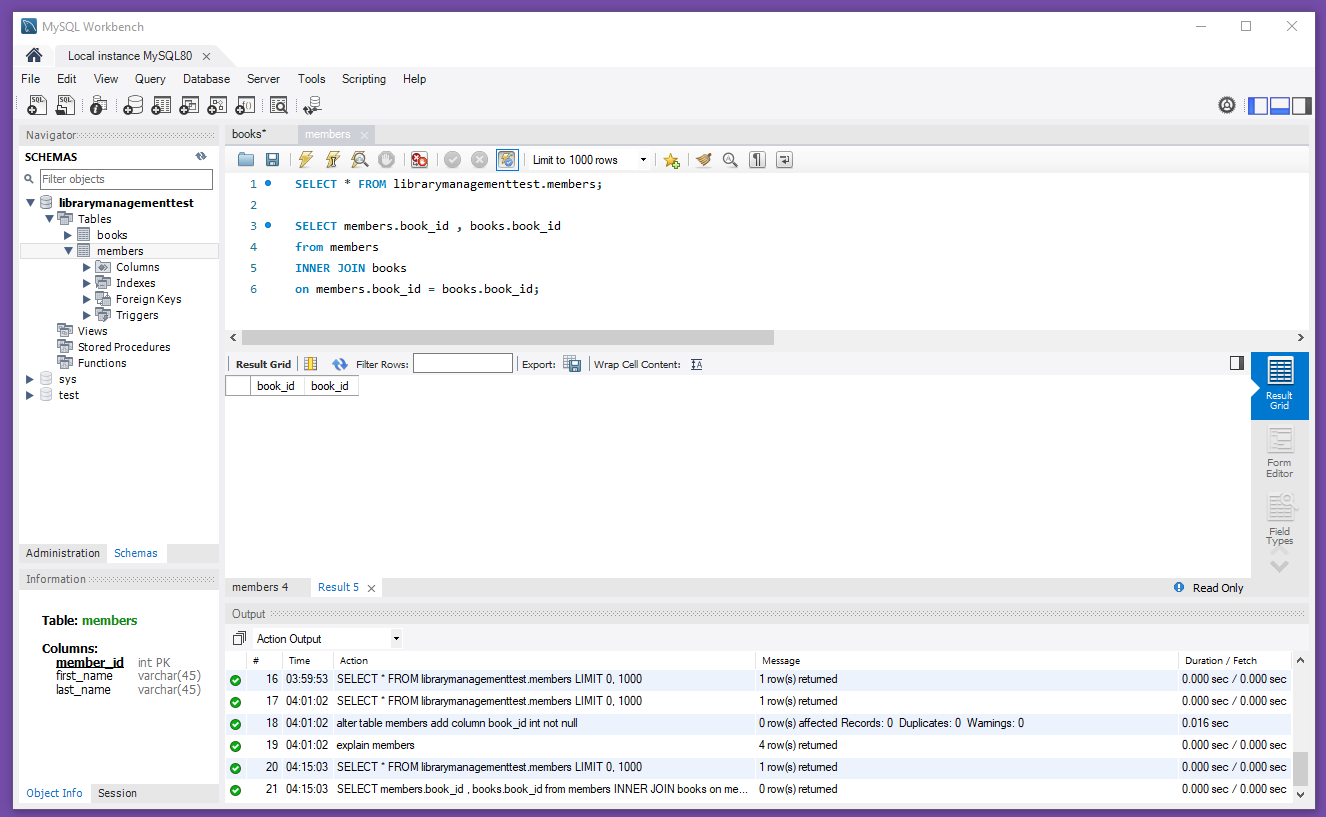 MySQL Workbench
Local instance MySQL80
File Edit View Query Database Server Tools Scripting Help
Navigator
SCHEMAS
Filter objects
librarymanagementtest
Tables
books
members
Columns
Indexes
Foreign Keys
Triggers
Views
Stored Procedures
Functions
sys
test
Administration Schemas
Information
Table: members
Columns:
member_id int PK
first_name varchar(45)
last_name varchar(45)
Object Info Session
books* members
Limit to 1000 rows
1 SELECT * FROM librarymanagementtest.members;
2
3 SELECT members.book_id , books.book_id
4 from members
5 INNER JOIN books
6 on members.book_id = books.book_id;
Result Grid Filter Rows: Export: Wrap Cell Content:
book_id book_id
Result
Grid
Form
Editor
Field
Types
members 4 Result 5 Read Only
Output
Action Output
# Time Action Message Duration / Fetch
16 03:59:53 SELECT * FROM librarymanagementtest.members LIMIT 0, 1000 1 row(s) returned 0.000 sec / 0.000 sec
17 04:01:02 SELECT * FROM librarymanagementtest.members LIMIT 0, 1000 1 row(s) returned 0.000 sec / 0.000 sec
18 04:01:02 alter table members add column book_id int not null 0 row(s) affected Records: 0 Duplicates: 0 Warnings: 0 0.016 sec
19 04:01:02 explain members 4 row(s) returned 0.000 sec / 0.000 sec
20 04:15:03 SELECT * FROM librarymanagementtest.members LIMIT 0, 1000 1 row(s) returned 0.000 sec / 0.000 sec
21 04:15:03 SELECT members.book_id , books.book_id from members INNER JOIN books on me... 0 row(s) returned 0.000 sec / 0.000 sec